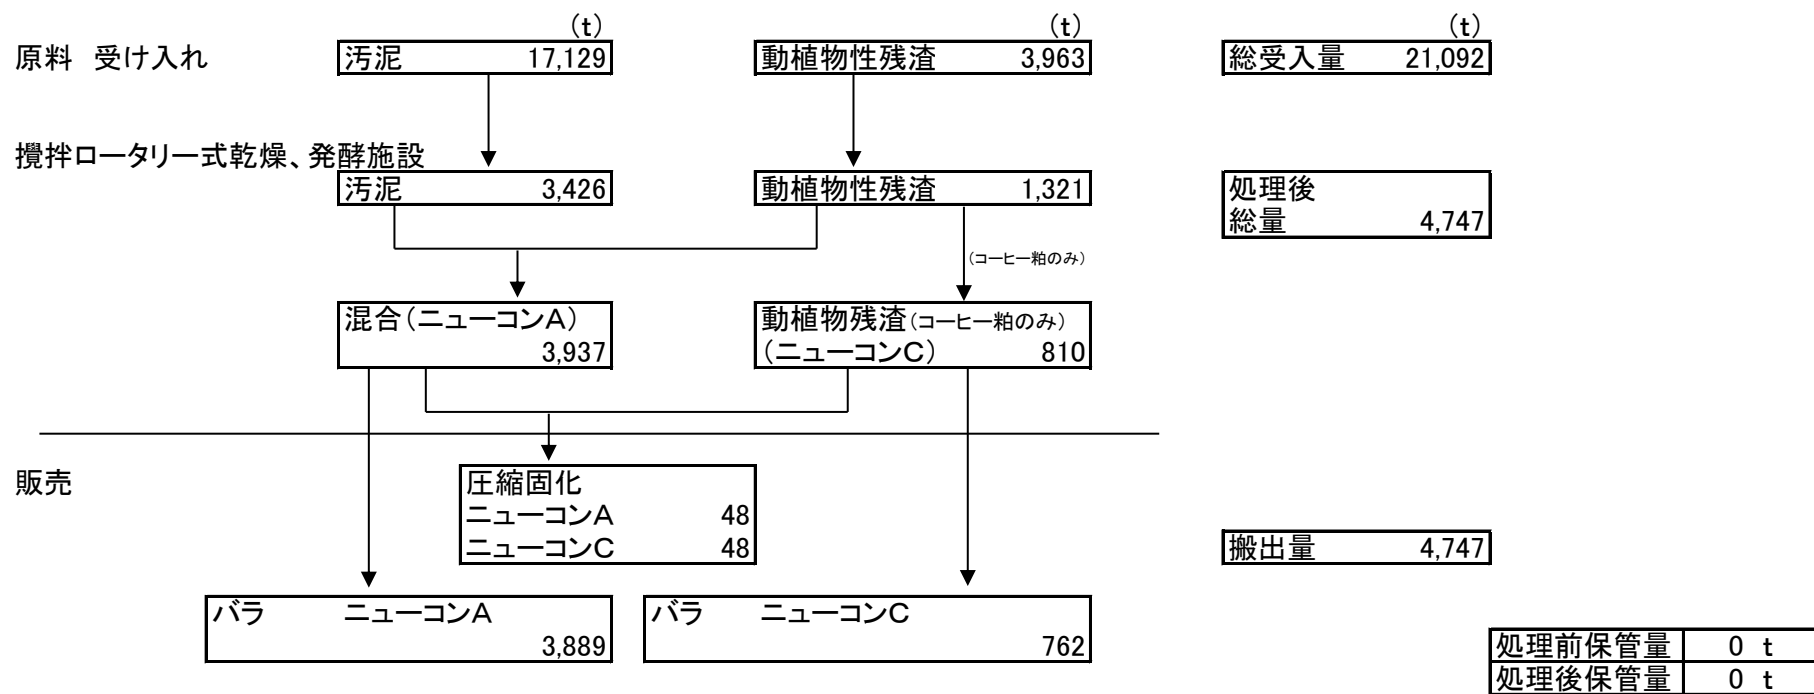 (t) (t) (t)
原料 受け入れ 汚泥 17,129 動植物性残渣 3,963 総受入量 21,092
攪拌ロータリー式乾燥、発酵施設
汚泥 3,426 動植物性残渣 1,321 処理後
総量 4,747
(コーヒー粕のみ)
混合(ニューコンA) 動植物残渣(コーヒー粕のみ)
3,937 (ニューコンC) 810
販売 圧縮固化
ニューコンA 48
ニューコンC 48 搬出量 4,747
バラ ニューコンA バラ ニューコンC
3,889 762
処理前保管量 0 t
処理後保管量 0 t